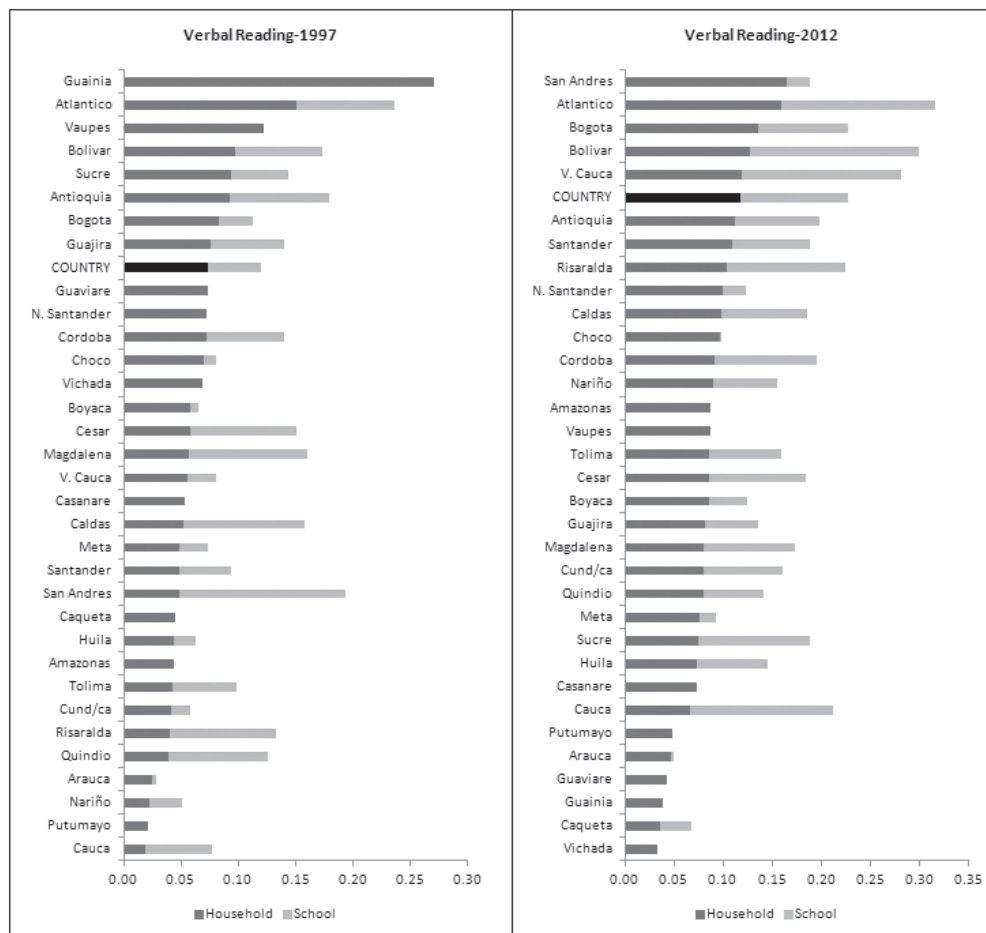 Verbal Reading-1997
Guainia
Atlantico
Vaupes
Bolivar
Sucre
Antioquia
Bogota
Guajira
COUNTRY
Guaviare
N. Santander
Cordoba
Choco
Vichada
Boyaca
Cesar
Magdalena
V. Cauca
Casanare
Caldas
Meta
Santander
San Andres
Caqueta
Huila
Amazonas
Tolima
Cund/ca
Risaralda
Quindio
Arauca
Nariño
Putumayo
Cauca
0.00 0.05 0.10 0.15 0.20 0.25 0.30
Household School
Verbal Reading-2012
San Andres
Atlantico
Bogota
Bolivar
V. Cauca
COUNTRY
Antioquia
Santander
Risaralda
N. Santander
Caldas
Choco
Cordoba
Nariño
Amazonas
Vaupes
Tolima
Cesar
Boyaca
Guajira
Magdalena
Cund/ca
Quindio
Meta
Sucre
Huila
Casanare
Cauca
Putumayo
Arauca
Guaviare
Guainia
Caqueta
Vichada
0.00 0.05 0.10 0.15 0.20 0.25 0.30 0.35
Household School